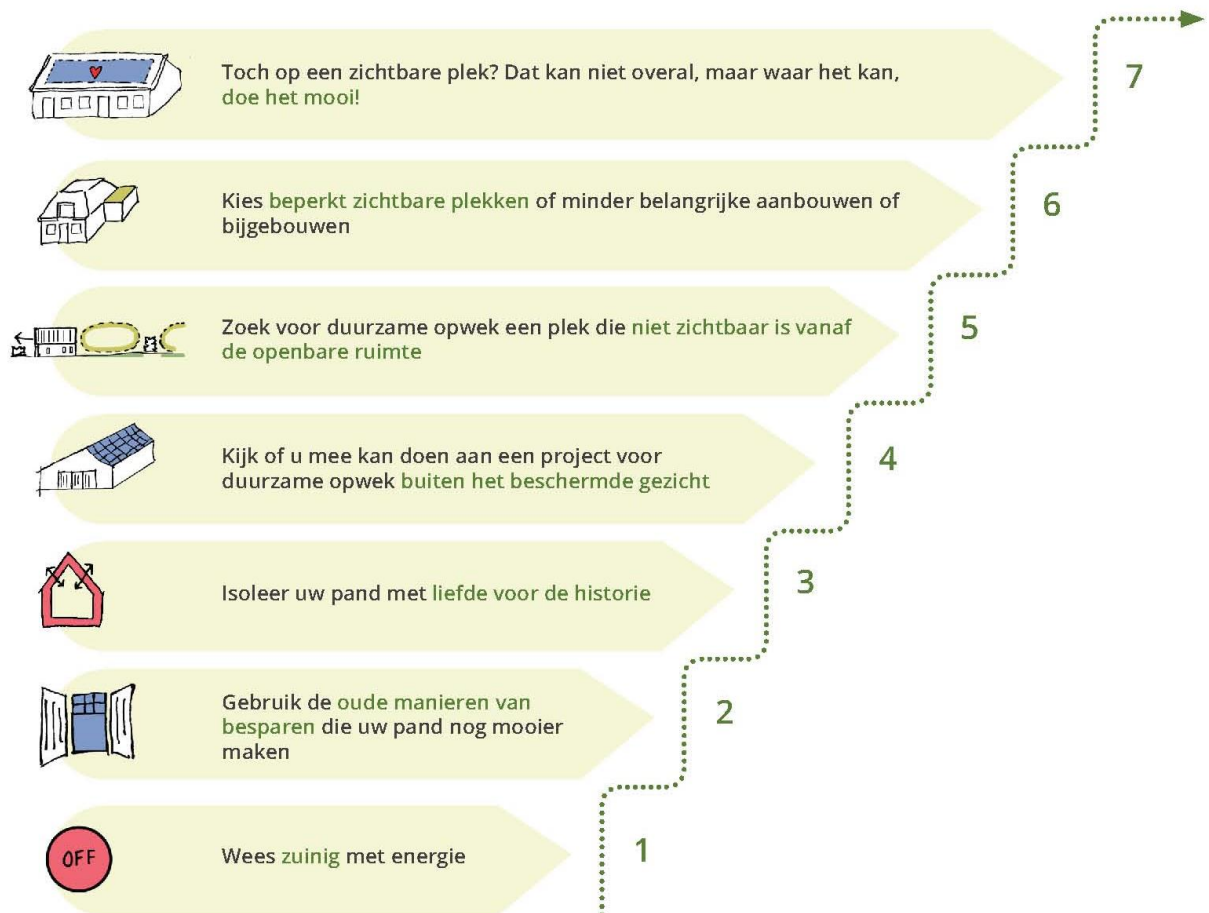 Toch op een zichtbare plek? Dat kan niet overal, maar waar het kan,
doe het mooi!
7
Kies beperkt zichtbare plekken of minder belangrijke aanbouwen of
bijgebouwen
6
Zoek voor duurzame opwek een plek die niet zichtbaar is vanaf
de openbare ruimte
5
Kijk of u mee kan doen aan een project voor
duurzame opwek buiten het beschermde gezicht
4
Isoleer uw pand met liefde voor de historie
3
Gebruik de oude manieren van
besparen die uw pand nog mooier
maken
2
OFF
Wees zuinig met energie
1